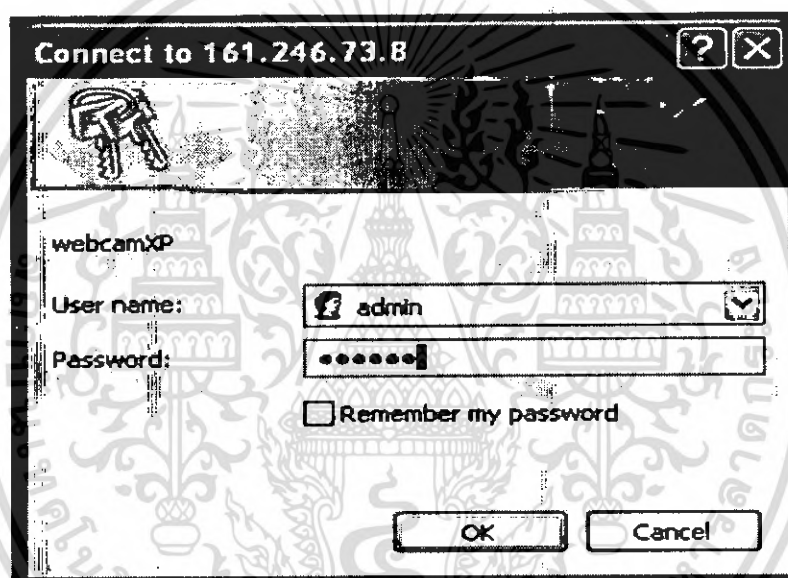 Connect to 161.246.73.8
webcamXP
User name:
admin
Password:
••••••
Remember my password
OK
Cancel